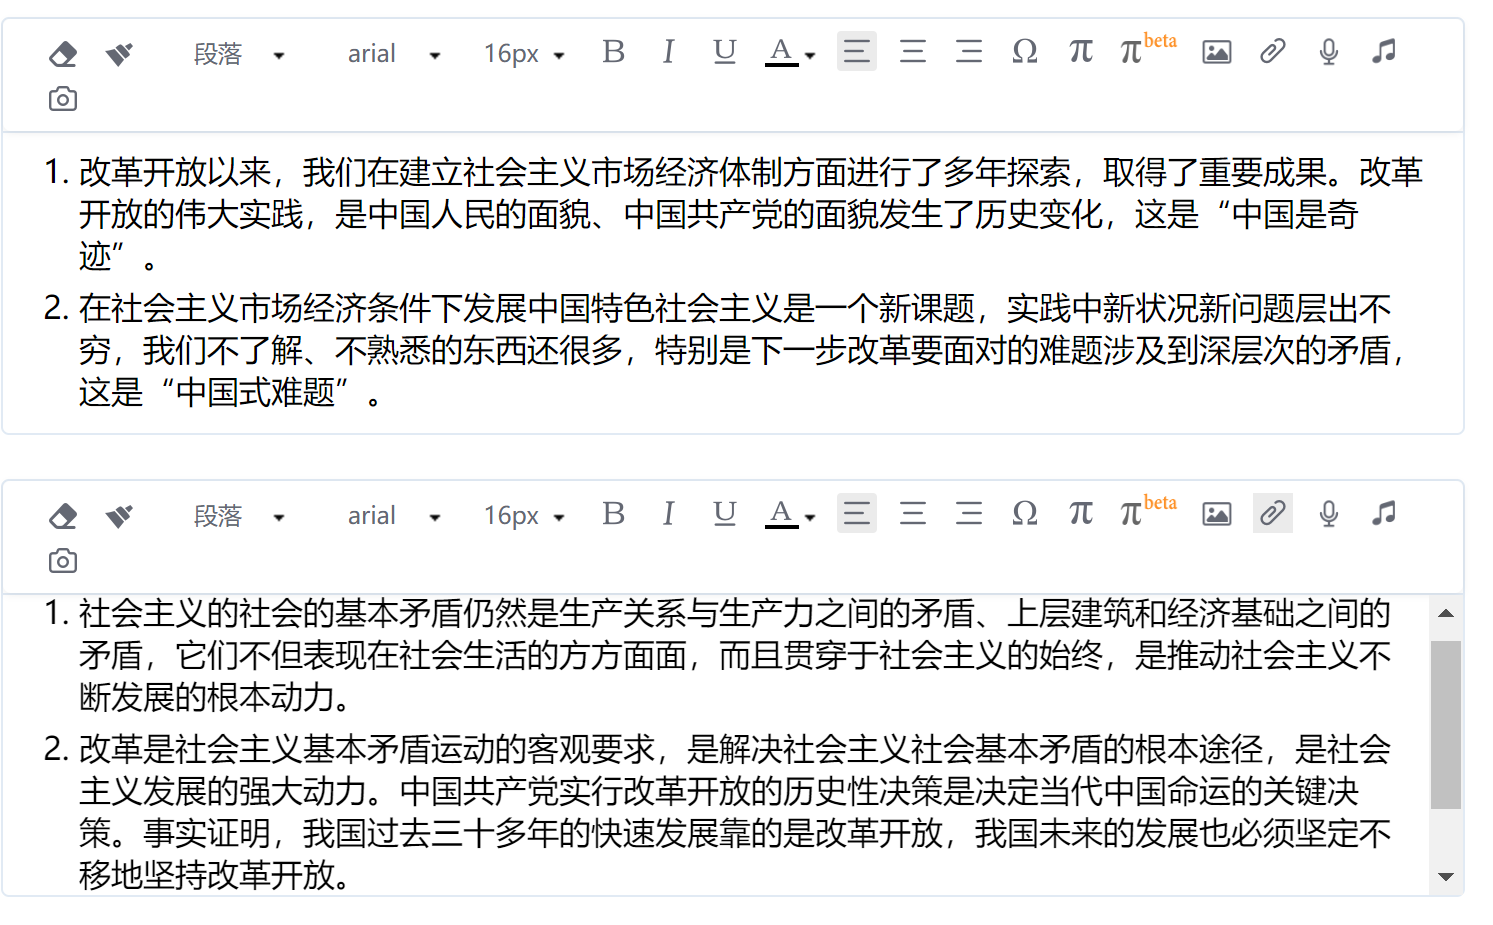 段落 arial 16px B I U A Ω π π beta
1. 改革开放以来，我们在建立社会主义市场经济体制方面进行了多年探索，取得了重要成果。改革
开放的伟大实践，是中国人民的面貌、中国共产党的面貌发生了历史变化，这是“中国是奇
迹”。
2. 在社会主义市场经济条件下发展中国特色社会主义是一个新课题，实践中新状况新问题层出不
穷，我们不了解、不熟悉的东西还很多，特别是下一步改革要面对的难题涉及到深层次的矛盾，
这是“中国式难题”。
段落 arial 16px B I U A Ω π π beta
1. 社会主义的社会的基本矛盾仍然是生产关系与生产力之间的矛盾、上层建筑和经济基础之间的
矛盾，它们不但表现在社会生活的方方面面，而且贯穿于社会主义的始终，是推动社会主义不
断发展的根本动力。
2. 改革是社会主义基本矛盾运动的客观要求，是解决社会主义社会基本矛盾的根本途径，是社会
主义发展的强大动力。中国共产党实行改革开放的历史性决策是决定当代中国命运的关键决
策。事实证明，我国过去三十多年的快速发展靠的是改革开放，我国未来的发展也必须坚定不
移地坚持改革开放。